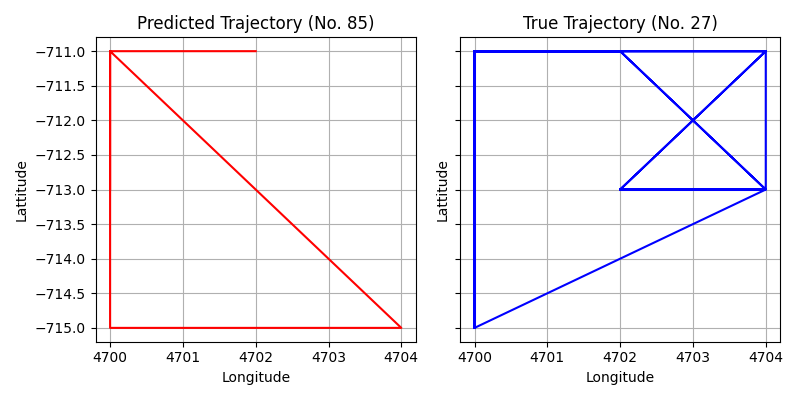 Predicted Trajectory (No. 85)
−711.0
−711.5
−712.0
−712.5
−713.0
−713.5
−714.0
−714.5
−715.0
Lattitude
4700 4701 4702 4703 4704
Longitude
True Trajectory (No. 27)
Lattitude
4700 4701 4702 4703 4704
Longitude